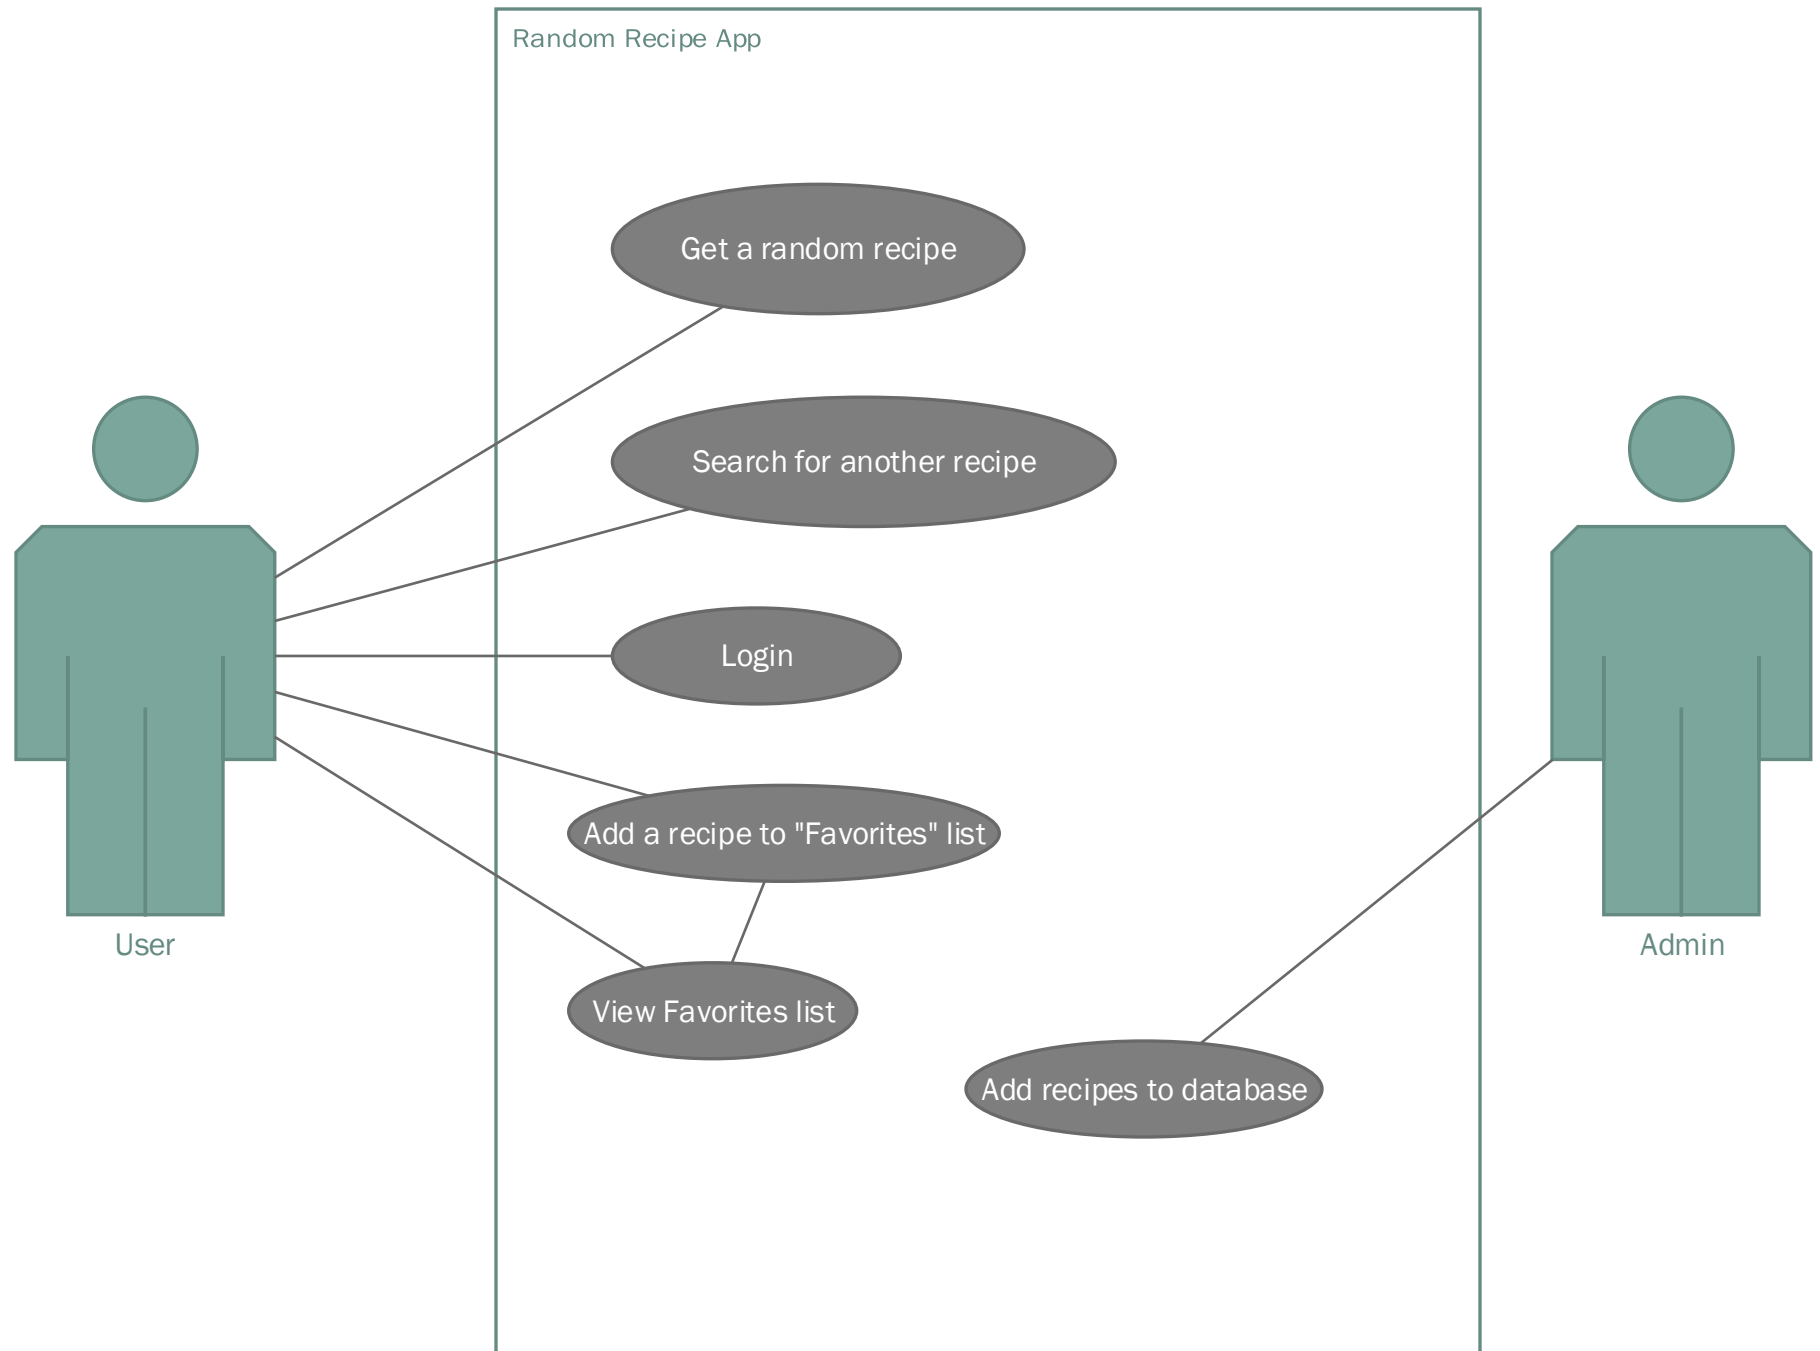 Random Recipe App
Get a random recipe
Search for another recipe
Login
Add a recipe to "Favorites" list
User
Admin
View Favorites list
Add recipes to database